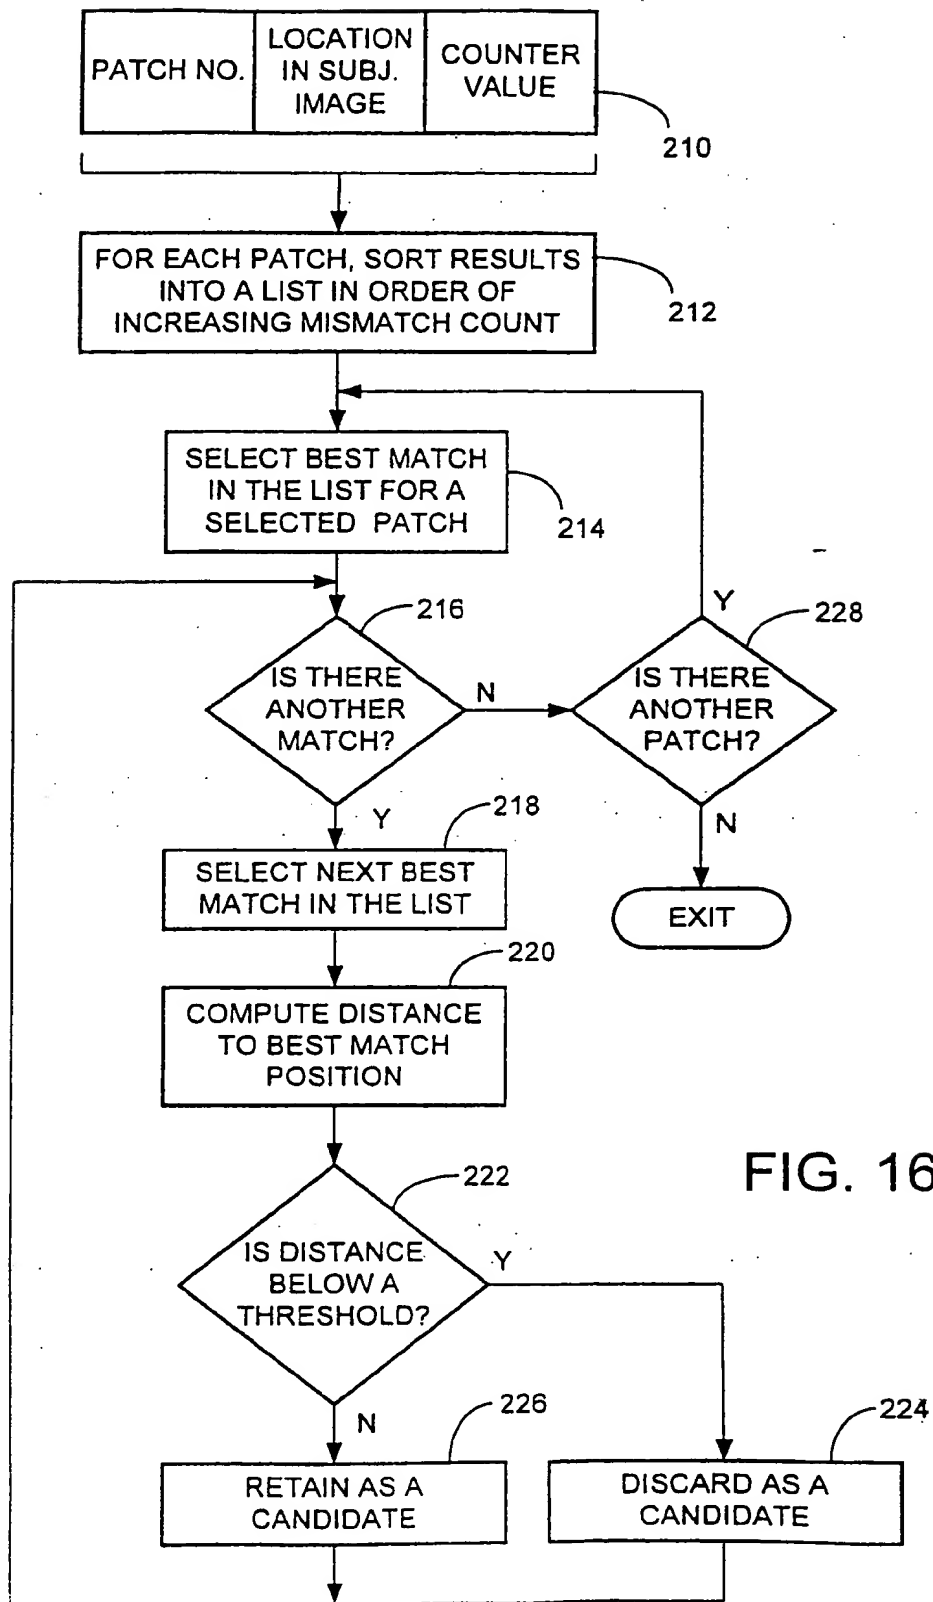 PATCH NO.
LOCATION
IN SUBJ.
IMAGE
COUNTER
VALUE
210
FOR EACH PATCH, SORT RESULTS
INTO A LIST IN ORDER OF
INCREASING MISMATCH COUNT
212
SELECT BEST MATCH
IN THE LIST FOR A
SELECTED PATCH
214
216
IS THERE
ANOTHER
MATCH?
N
Y
Y
228
IS THERE
ANOTHER
PATCH?
N
EXIT
218
SELECT NEXT BEST
MATCH IN THE LIST
220
COMPUTE DISTANCE
TO BEST MATCH
POSITION
FIG. 16
222
IS DISTANCE
BELOW A
THRESHOLD?
Y
N
226
RETAIN AS A
CANDIDATE
224
DISCARD AS A
CANDIDATE